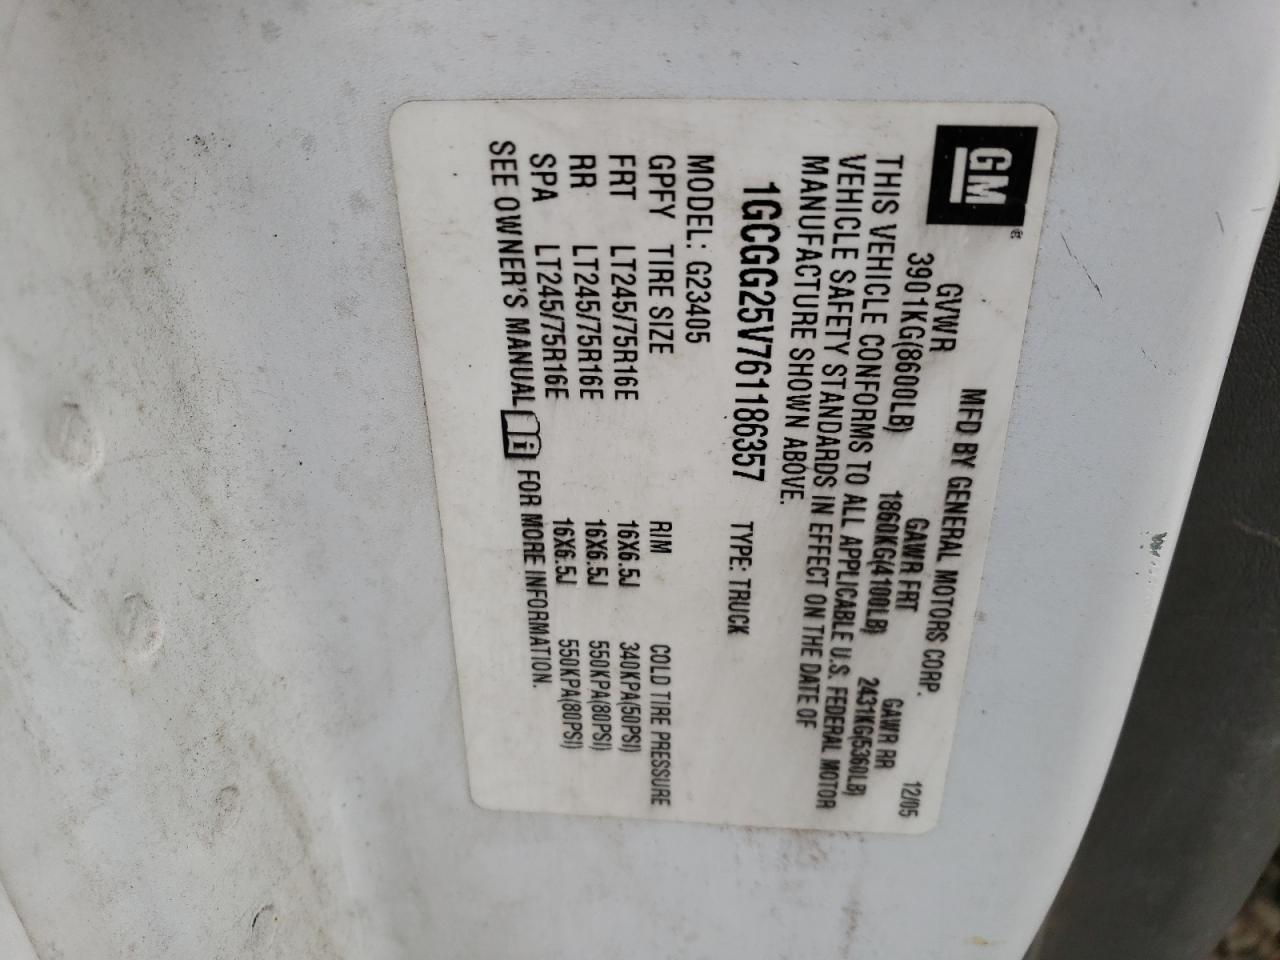 GM®
MFD BY GENERAL MOTORS CORP. 12/05
GVWR GAWR FRT GAWR RR
3901KG(8600LB) 1860KG(4100LB) 2431KG(5360LB)
THIS VEHICLE CONFORMS TO ALL APPLICABLE U.S. FEDERAL MOTOR
VEHICLE SAFETY STANDARDS IN EFFECT ON THE DATE OF
MANUFACTURE SHOWN ABOVE.
1GCGG25V761186357 TYPE: TRUCK
MODEL: G23405
GPFY TIRE SIZE RIM COLD TIRE PRESSURE
FRT LT245/75R16E 16X6.5J 340KPA(50PSI)
RR LT245/75R16E 16X6.5J 550KPA(80PSI)
SPA LT245/75R16E 16X6.5J 550KPA(80PSI)
SEE OWNER'S MANUAL i FOR MORE INFORMATION.